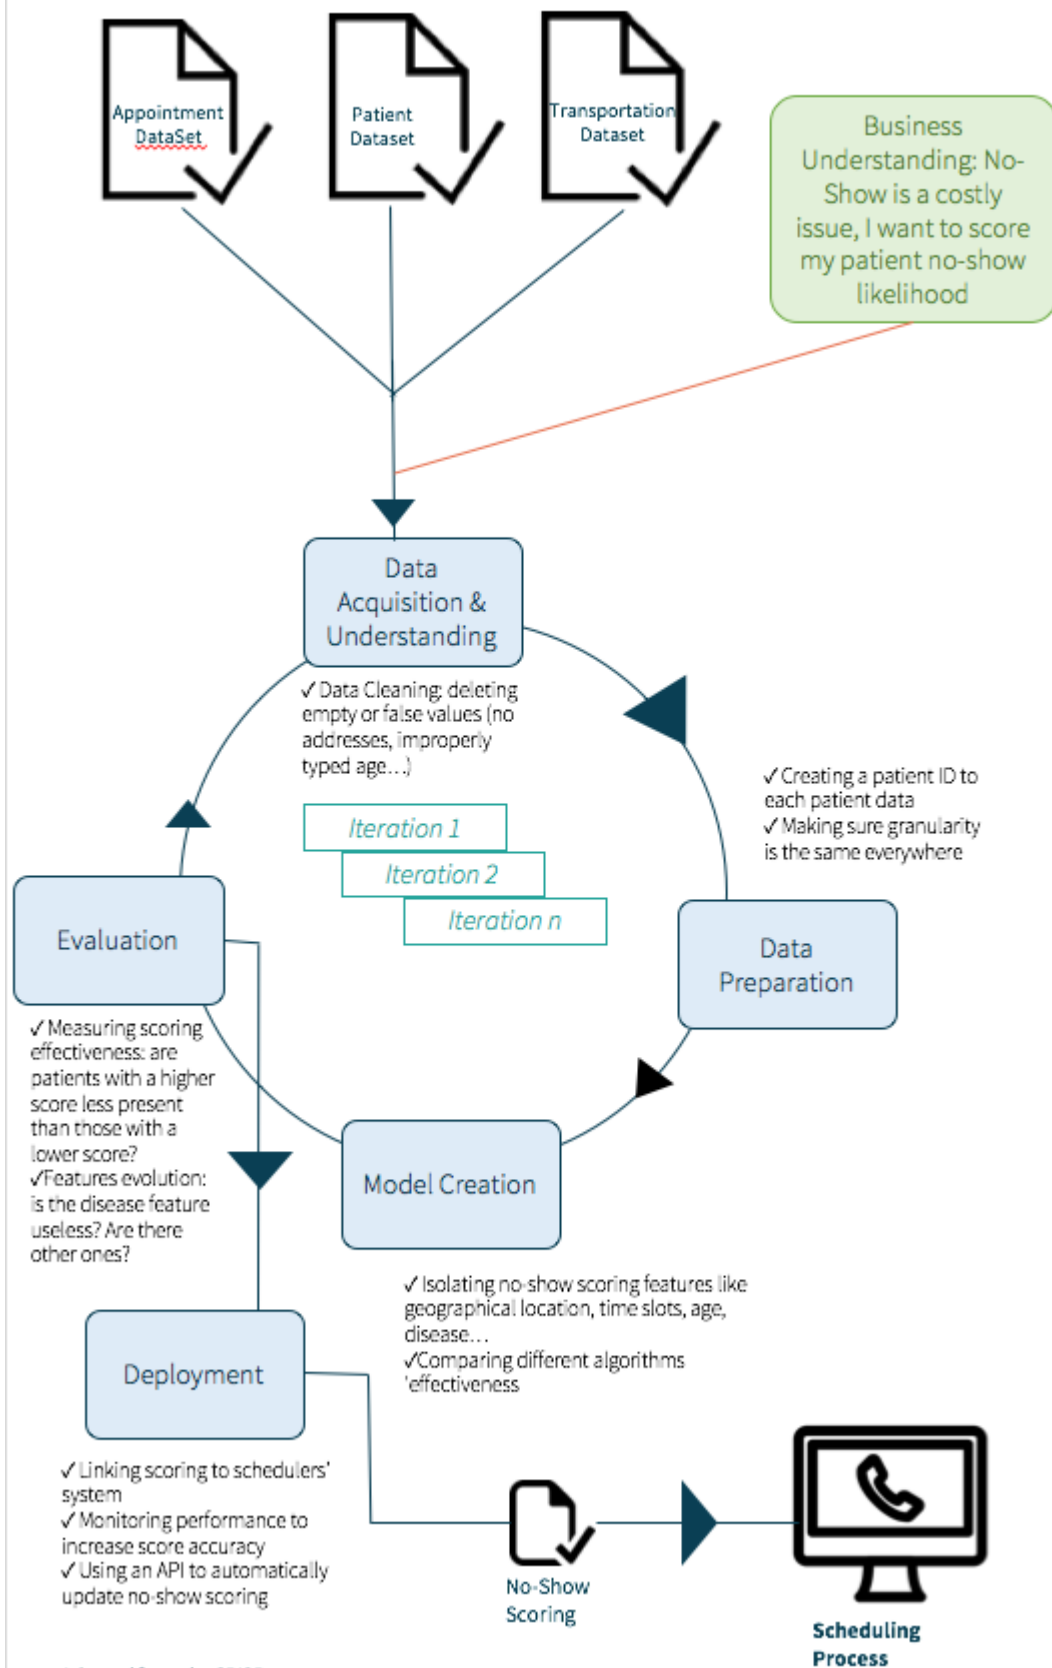 Appointment
DataSet
Patient
Dataset
Transportation
Dataset
Business
Understanding: No-
Show is a costly
issue, I want to score
my patient no-show
likelihood
Data
Acquisition &
Understanding
✓ Data Cleaning: deleting
empty or false values (no
addresses, improperly
typed age...)
Iteration 1
Iteration 2
Iteration n
✓ Creating a patient ID to
each patient data
✓ Making sure granularity
is the same everywhere
Data
Preparation
Evaluation
✓ Measuring scoring
effectiveness: are
patients with a higher
score less present
than those with a
lower score?
✓Features evolution:
is the disease feature
useless? Are there
other ones?
Model Creation
✓ Isolating no-show scoring features like
geographical location, time slots, age,
disease...
✓Comparing different algorithms
'effectiveness
Deployment
✓ Linking scoring to schedulers'
system
✓ Monitoring performance to
increase score accuracy
✓ Using an API to automatically
update no-show scoring
No-Show
Scoring
Scheduling
Process